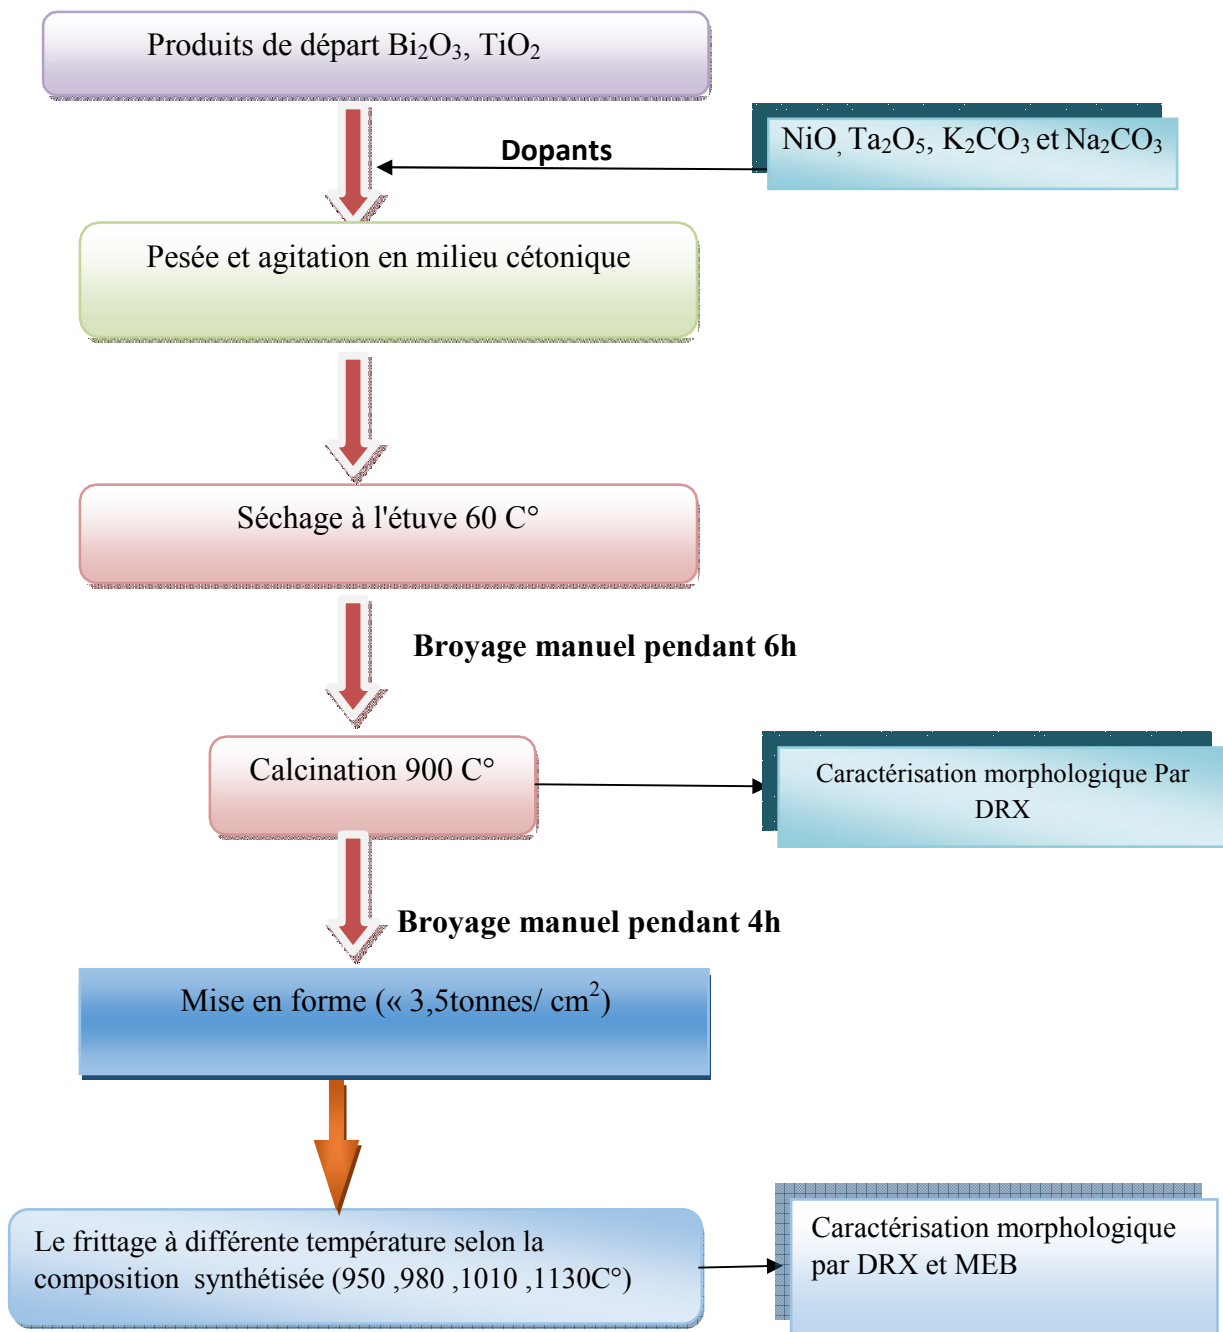 Produits de départ Bi₂O₃, TiO₂
Dopants
NiO, Ta₂O₅, K₂CO₃ et Na₂CO₃
Pesée et agitation en milieu cétonique
Séchage à l'étuve 60 C°
Broyage manuel pendant 6h
Calcination 900 C°
Caractérisation morphologique Par
DRX
Broyage manuel pendant 4h
Mise en forme (« 3,5tonnes/ cm²)
Le frittage à différente température selon la
composition synthétisée (950 ,980 ,1010 ,1130C°)
Caractérisation morphologique
par DRX et MEB